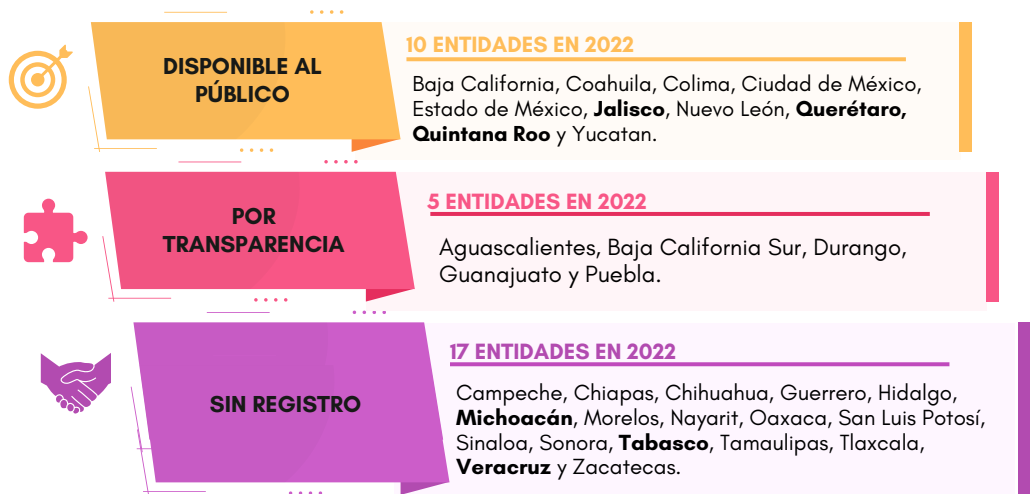 DISPONIBLE AL
PÚBLICO
10 ENTIDADES EN 2022
Baja California, Coahuila, Colima, Ciudad de México,
Estado de México, Jalisco, Nuevo León, Querétaro,
Quintana Roo y Yucatan.
POR
TRANSPARENCIA
5 ENTIDADES EN 2022
Aguascalientes, Baja California Sur, Durango,
Guanajuato y Puebla.
SIN REGISTRO
17 ENTIDADES EN 2022
Campeche, Chiapas, Chihuahua, Guerrero, Hidalgo,
Michoacán, Morelos, Nayarit, Oaxaca, San Luis Potosí,
Sinaloa, Sonora, Tabasco, Tamaulipas, Tlaxcala,
Veracruz y Zacatecas.